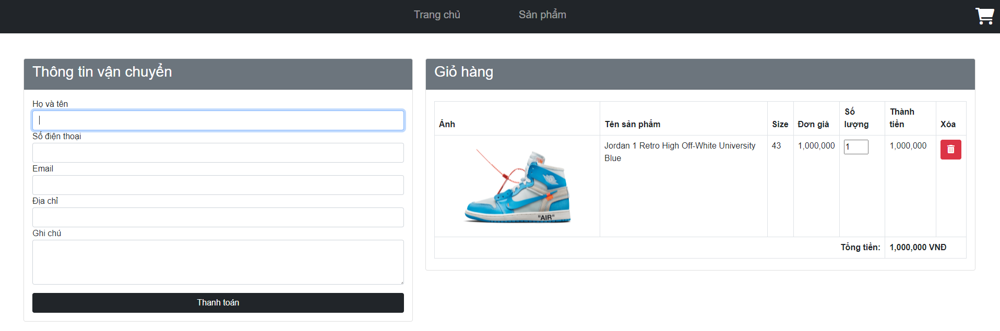 Trang chủ
Sản phẩm
Thông tin vận chuyển
Họ và tên
Số điện thoại
Email
Địa chỉ
Ghi chú
Thanh toán
Giỏ hàng
Ảnh
Tên sản phẩm
Size
Đơn giá
Số
lượng
Thành
tiền
Xóa
"AIR"
Jordan 1 Retro High Off-White University
Blue
43
1,000,000
1
1,000,000
Tổng tiền:
1,000,000 VNĐ